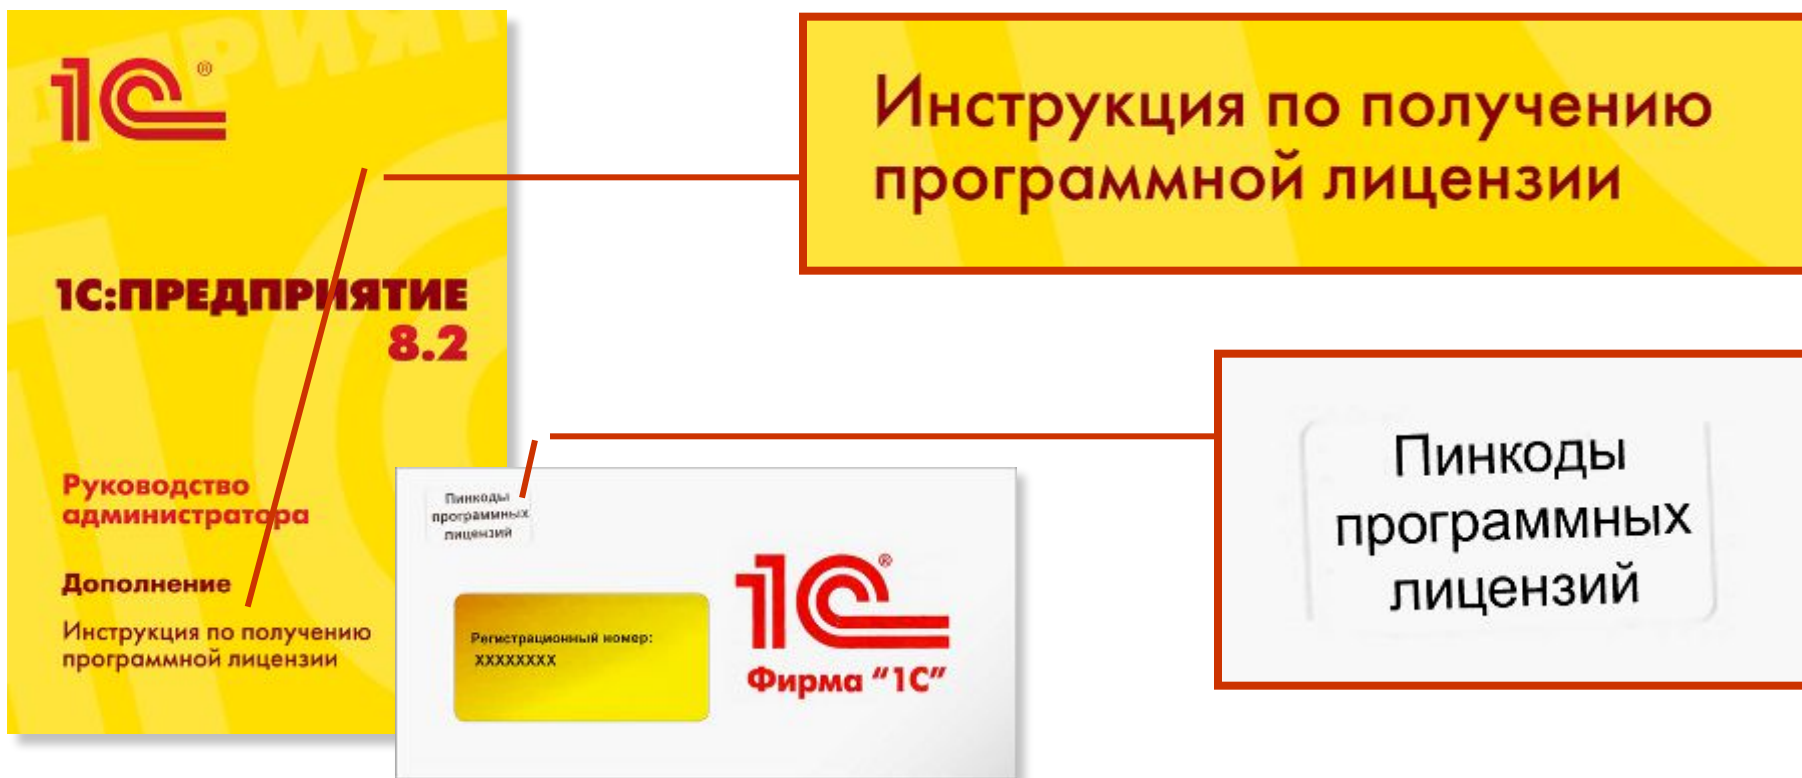 ДПРИЯТ
1С®
1С:ПРЕДПРИЯТИЕ
8.2
Руководство
администратора
Дополнение
Инструкция по получению
программной лицензии
Инструкция по получению
программной лицензии
Пинкоды
программных
лицензий
1С®
Фирма "1С"
Регистрационный номер:
XXXXXXXX
Пинкоды
программных
лицензий